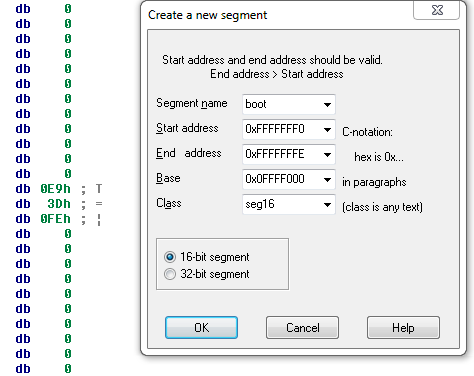 db 0
db 0
db 0
db 0
db 0
db 0
db 0
db 0
db 0
db 0
db 0
db 0
db 0E9h ; T
db 3Dh ; =
db 0FEh ; ¦
db 0
db 0
db 0
db 0
db 0
db 0
db 0
db 0
db 0
db 0
Create a new segment
Start address and end address should be valid.
End address > Start address
Segment name boot
Start address 0xFFFFFFF0 C-notation:
End address 0xFFFFFFFE hex is 0x...
Base 0x0FFFF000 in paragraphs
Class seg16 (class is any text)
16-bit segment
32-bit segment
OK Cancel Help